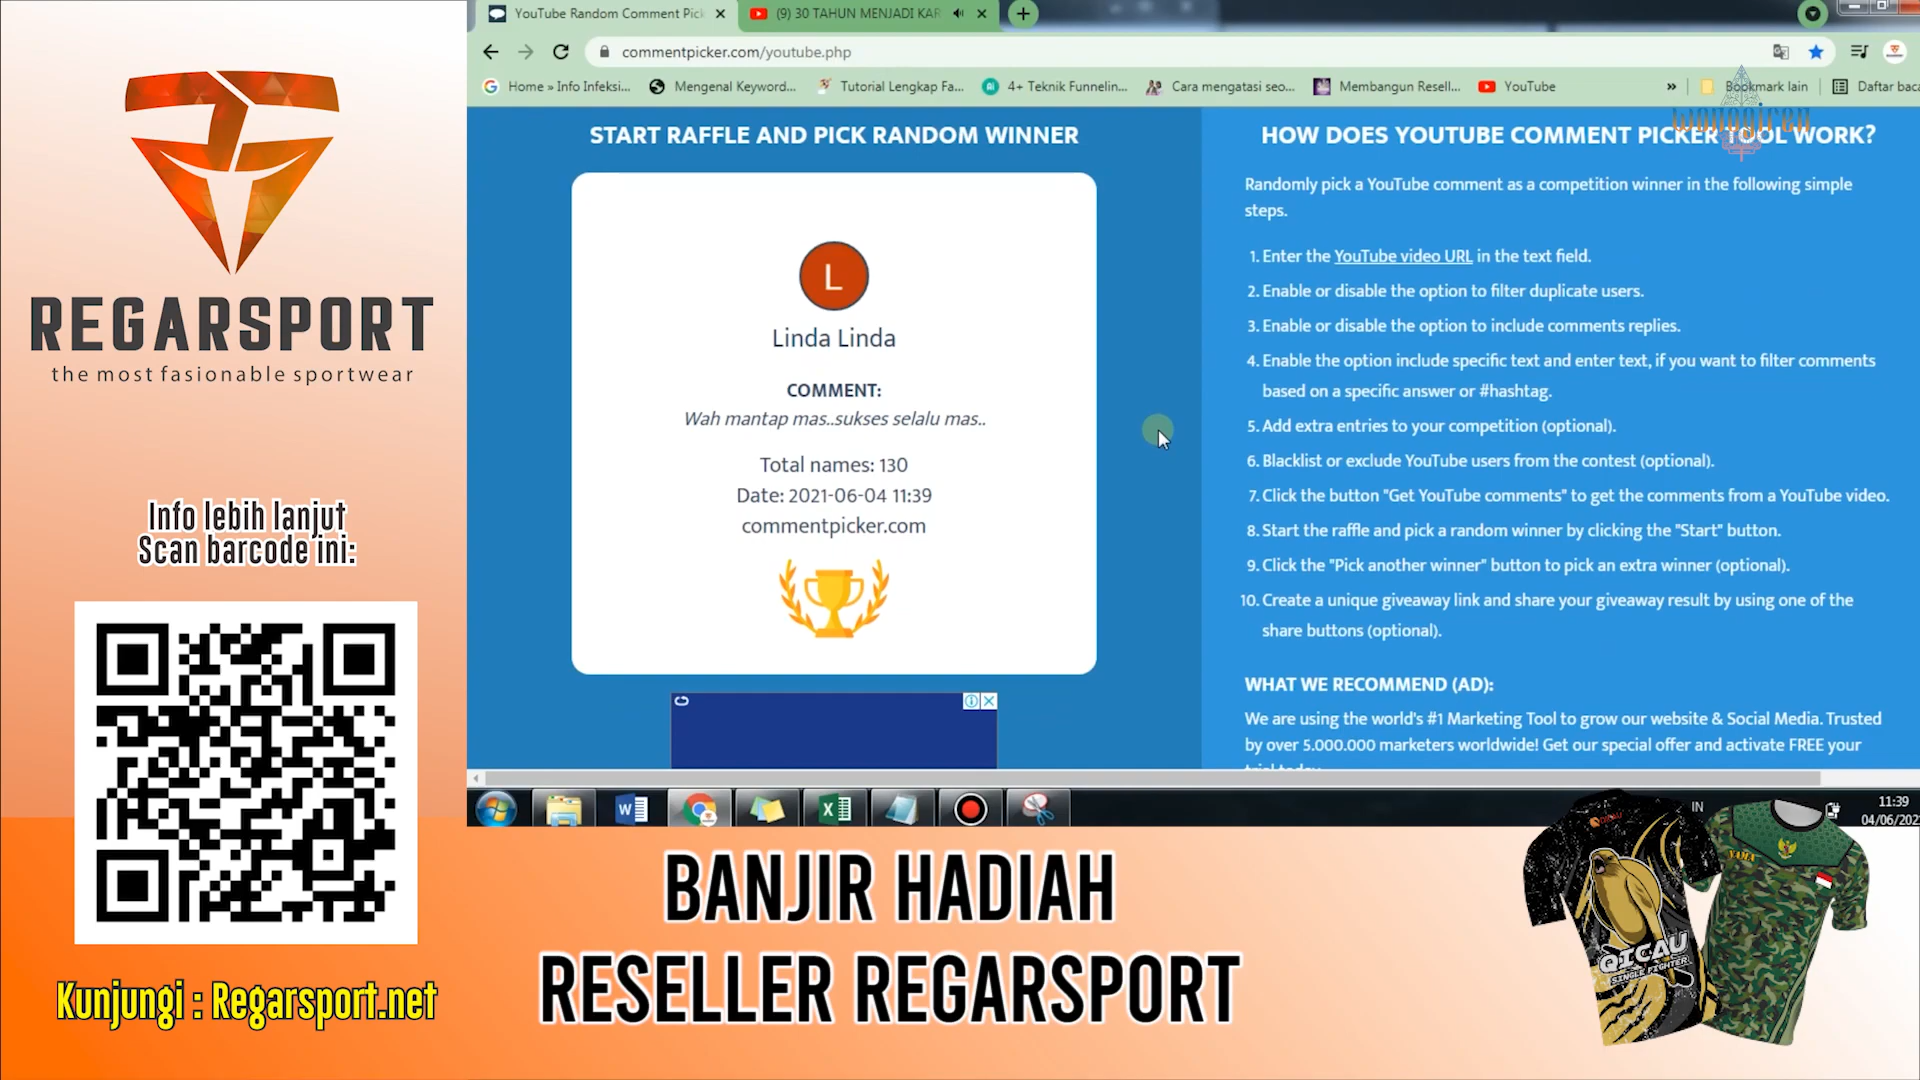 REGARSPORT
the most fasionable sportwear
Info lebih lanjut
Scan barcode ini:
Kunjungi : Regarsport.net
YouTube Random Comment Pick
(9) 30 TAHUN MENJADI KAR
commentpicker.com/youtube.php
Home » Info Infeksi...
Mengenal Keyword...
Tutorial Lengkap Fa...
4+ Teknik Funnelin...
Cara mengatasi seo...
Membangun Resell...
YouTube
»
Bookmark lain
Daftar baca
wonogiren
START RAFFLE AND PICK RANDOM WINNER
L
Linda Linda
COMMENT:
Wah mantap mas..sukses selalu mas..
Total names: 130
Date: 2021-06-04 11:39
commentpicker.com
HOW DOES YOUTUBE COMMENT PICKER TOOL WORK?
Randomly pick a YouTube comment as a competition winner in the following simple
steps.
1. Enter the YouTube video URL in the text field.
2. Enable or disable the option to filter duplicate users.
3. Enable or disable the option to include comments replies.
4. Enable the option include specific text and enter text, if you want to filter comments
based on a specific answer or #hashtag.
5. Add extra entries to your competition (optional).
6. Blacklist or exclude YouTube users from the contest (optional).
7. Click the button "Get YouTube comments" to get the comments from a YouTube video.
8. Start the raffle and pick a random winner by clicking the "Start" button.
9. Click the "Pick another winner" button to pick an extra winner (optional).
10. Create a unique giveaway link and share your giveaway result by using one of the
share buttons (optional).
WHAT WE RECOMMEND (AD):
We are using the world's #1 Marketing Tool to grow our website & Social Media. Trusted
by over 5.000.000 marketers worldwide! Get our special offer and activate FREE your
trial today
IN
11:39
04/06/202
BANJIR HADIAH
RESELLER REGARSPORT
QICAU
QICAU
SINGLE FIGHTER
YAMA